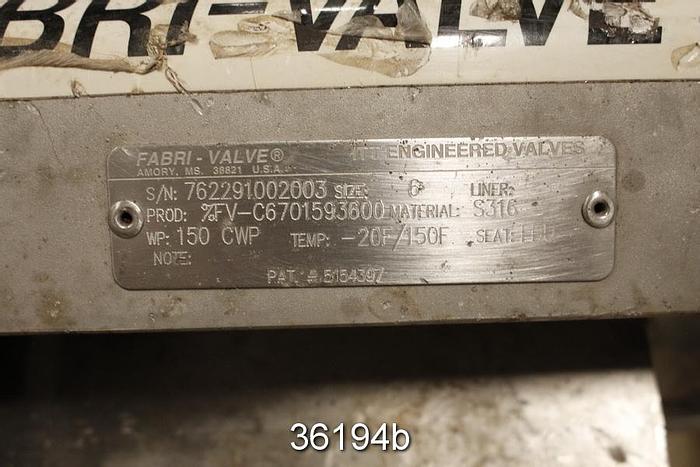 BRI-VALVE
FABRI-VALVE® ITT ENGINEERED VALVES
AMORY, MS. 38821 U.S.A.
S/N: 762291002003 SIZE: 6 LINER:
PROD: %FV-C6701593600 MATERIAL: S316
WP: 150 CWP TEMP: -20F/150F SEAT:
NOTE:
PAT. # 5154397
36194b